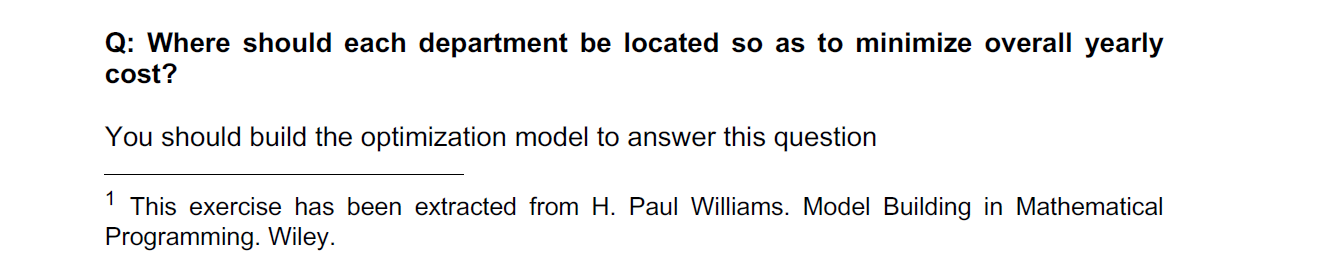 Q: Where should each department be located so as to minimize overall yearly
cost?
You should build the optimization model to answer this question
1 This exercise has been extracted from H. Paul Williams. Model Building in Mathematical
Programming. Wiley.